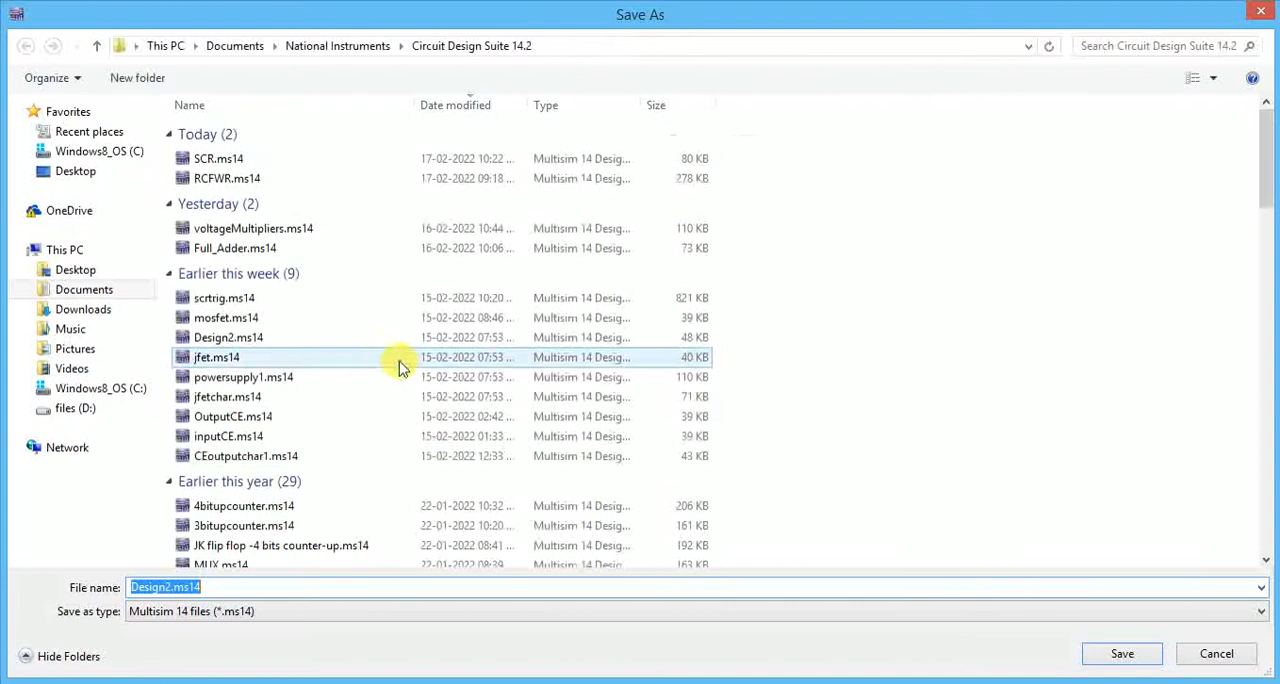 Save As
This PC Documents National Instruments Circuit Design Suite 14.2 Search Circuit Design Suite 14.2
Organize New folder
Name Date modified Type Size
Favorites
Recent places
Windows8_OS (C)
Desktop
OneDrive
This PC
Desktop
Documents
Downloads
Music
Pictures
Videos
Windows8_OS (C:)
files (D:)
Network
Today (2)
SCR.ms14 17-02-2022 10:22 ... Multisim 14 Desig... 80 KB
RCFWR.ms14 17-02-2022 09:18 ... Multisim 14 Desig... 278 KB
Yesterday (2)
voltageMultipliers.ms14 16-02-2022 10:44 ... Multisim 14 Desig... 110 KB
Full_Adder.ms14 16-02-2022 10:06 ... Multisim 14 Desig... 73 KB
Earlier this week (9)
scrtrig.ms14 15-02-2022 10:20 ... Multisim 14 Desig... 821 KB
mosfet.ms14 15-02-2022 08:46 ... Multisim 14 Desig... 39 KB
Design2.ms14 15-02-2022 07:53 ... Multisim 14 Desig... 48 KB
jfet.ms14 15-02-2022 07:53 ... Multisim 14 Desig... 40 KB
powersupply1.ms14 15-02-2022 07:53 ... Multisim 14 Desig... 110 KB
jfetchar.ms14 15-02-2022 07:53 ... Multisim 14 Desig... 71 KB
OutputCE.ms14 15-02-2022 02:42 ... Multisim 14 Desig... 39 KB
inputCE.ms14 15-02-2022 01:33 ... Multisim 14 Desig... 39 KB
CEoutputchar1.ms14 15-02-2022 12:33 ... Multisim 14 Desig... 43 KB
Earlier this year (29)
4bitupcounter.ms14 22-01-2022 10:32 ... Multisim 14 Desig... 206 KB
3bitupcounter.ms14 22-01-2022 10:20 ... Multisim 14 Desig... 161 KB
JK flip flop -4 bits counter-up.ms14 22-01-2022 08:41 ... Multisim 14 Desig... 192 KB
MUX.ms14 22-01-2022 08:39 ... Multisim 14 Desig... 163 KB
File name: Design2.ms14
Save as type: Multisim 14 files (*.ms14)
Hide Folders Save Cancel